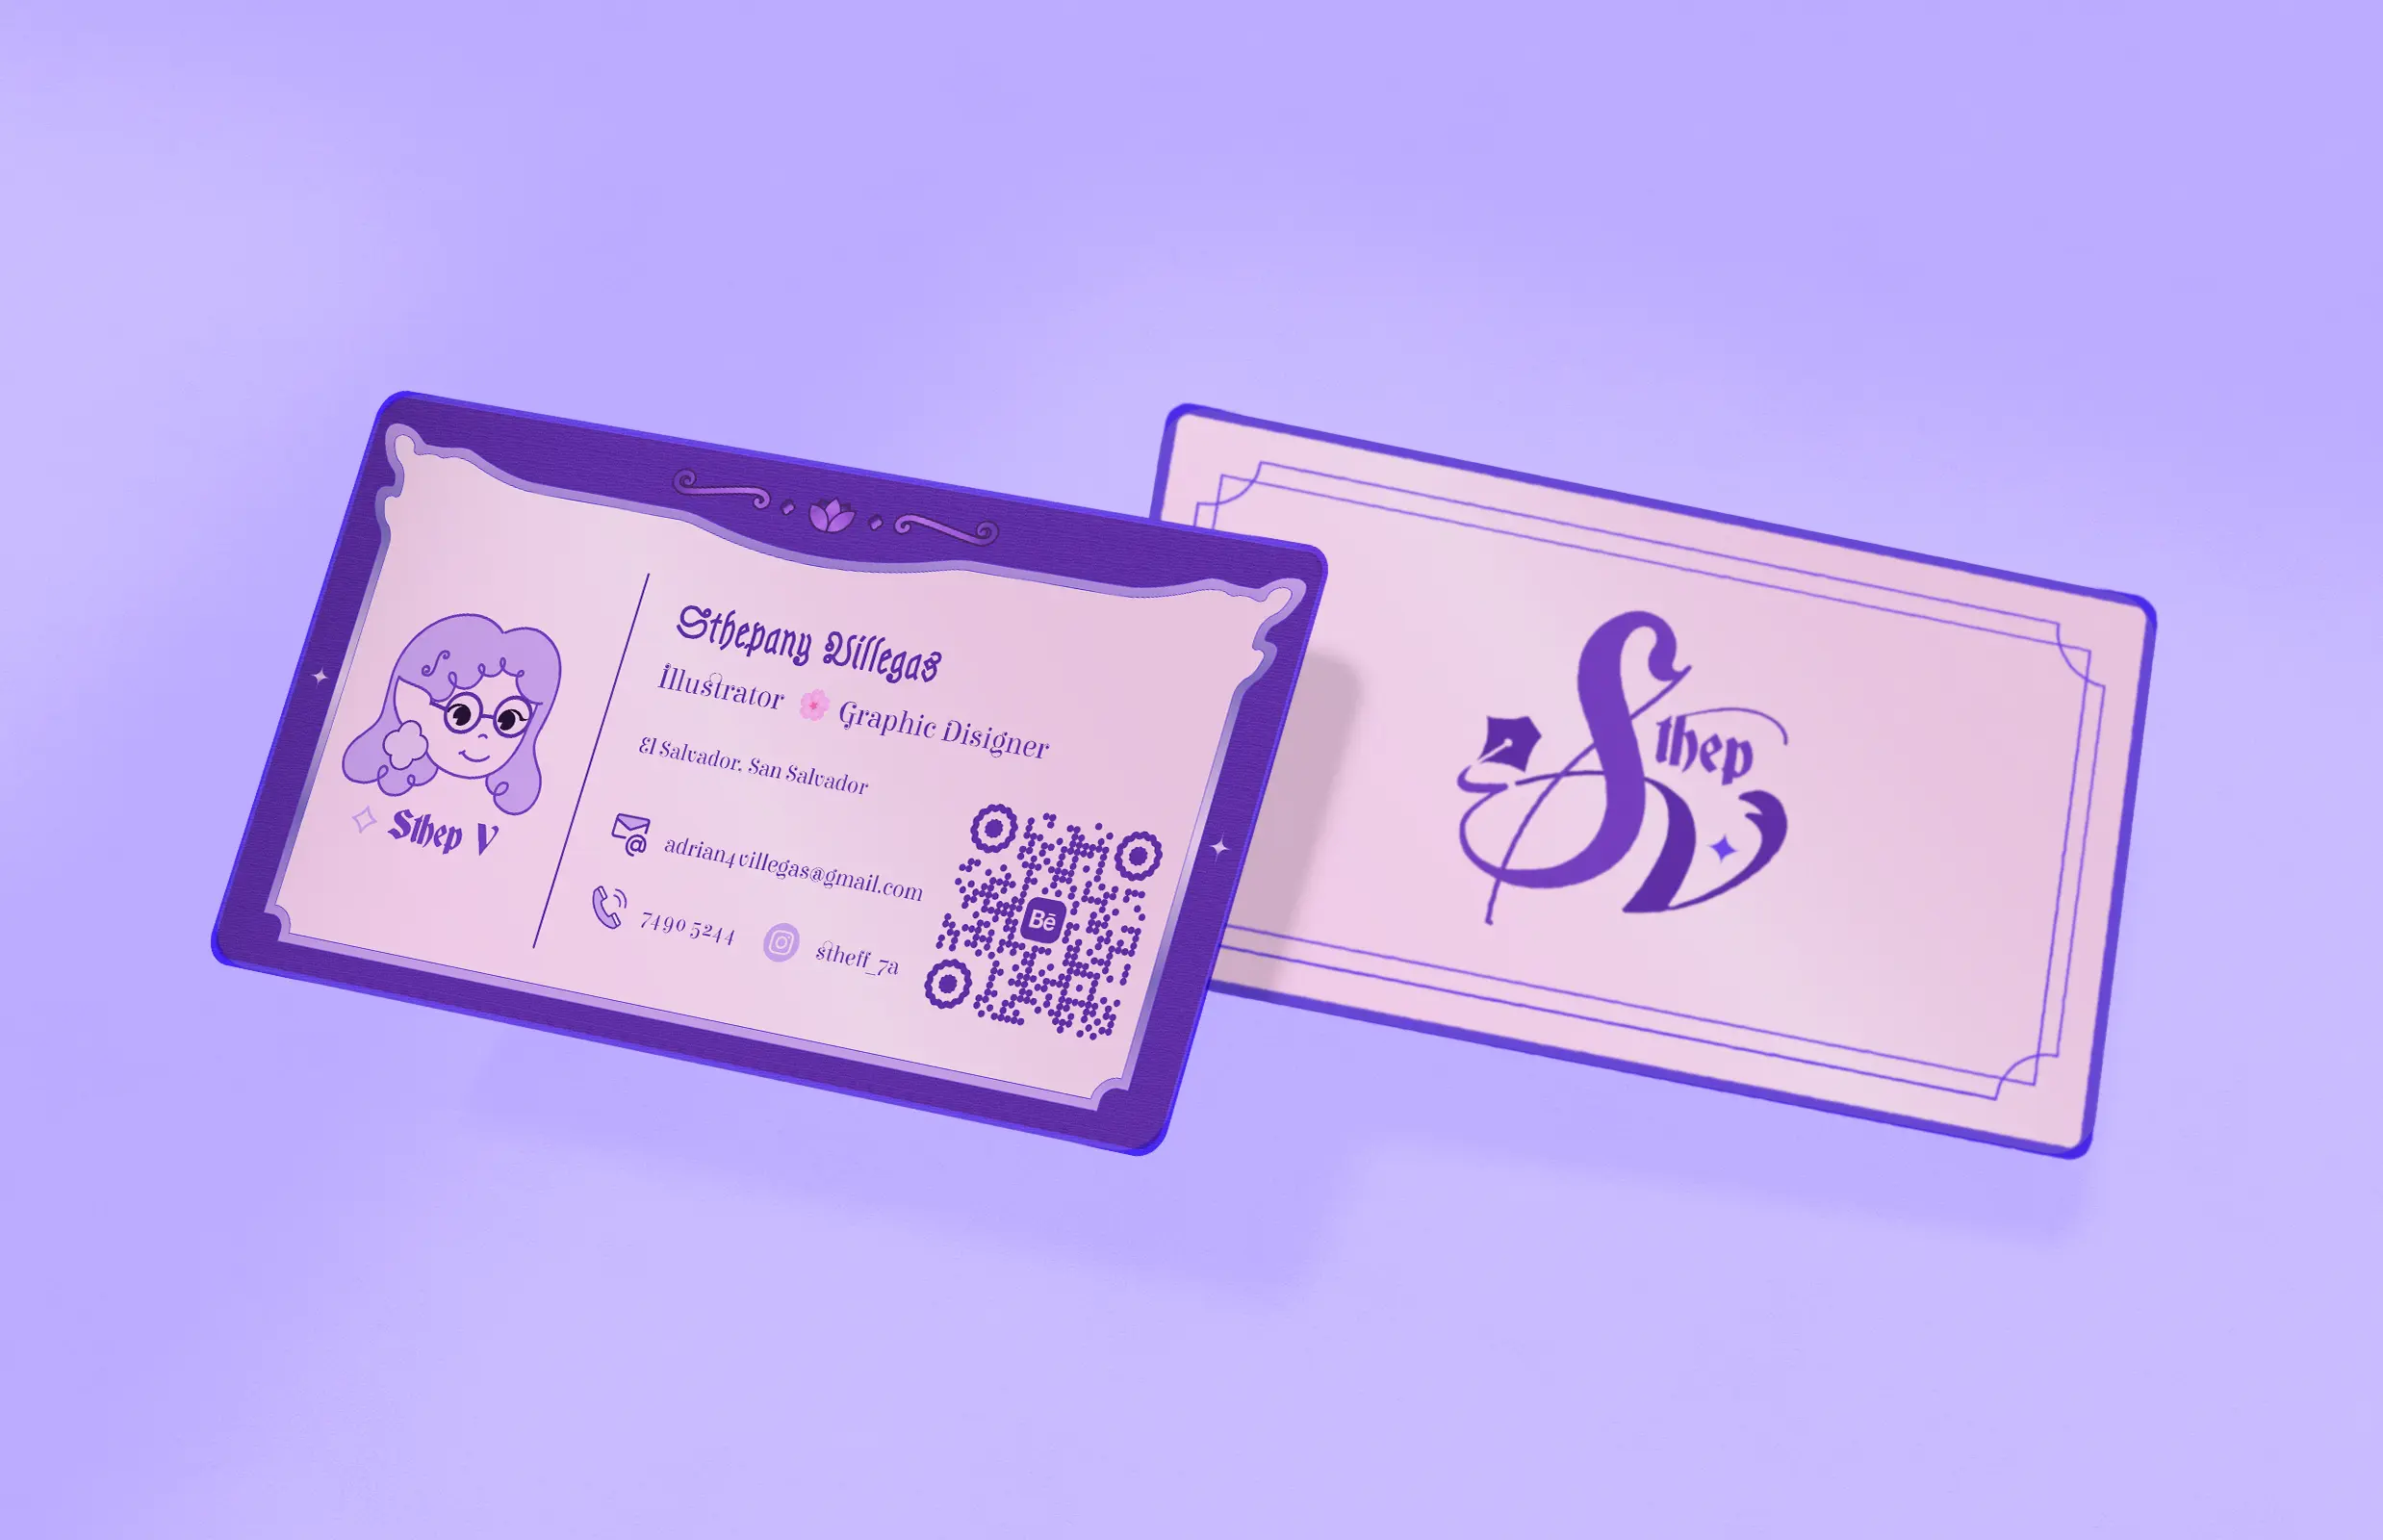 Sthepany Villegas
Illustrator 🌸 Graphic Disigner
El Salvador, San Salvador
adrian4villegas@gmail.com
7490 5244
stheff_7a
Bē
Sthep V
Sthep
V